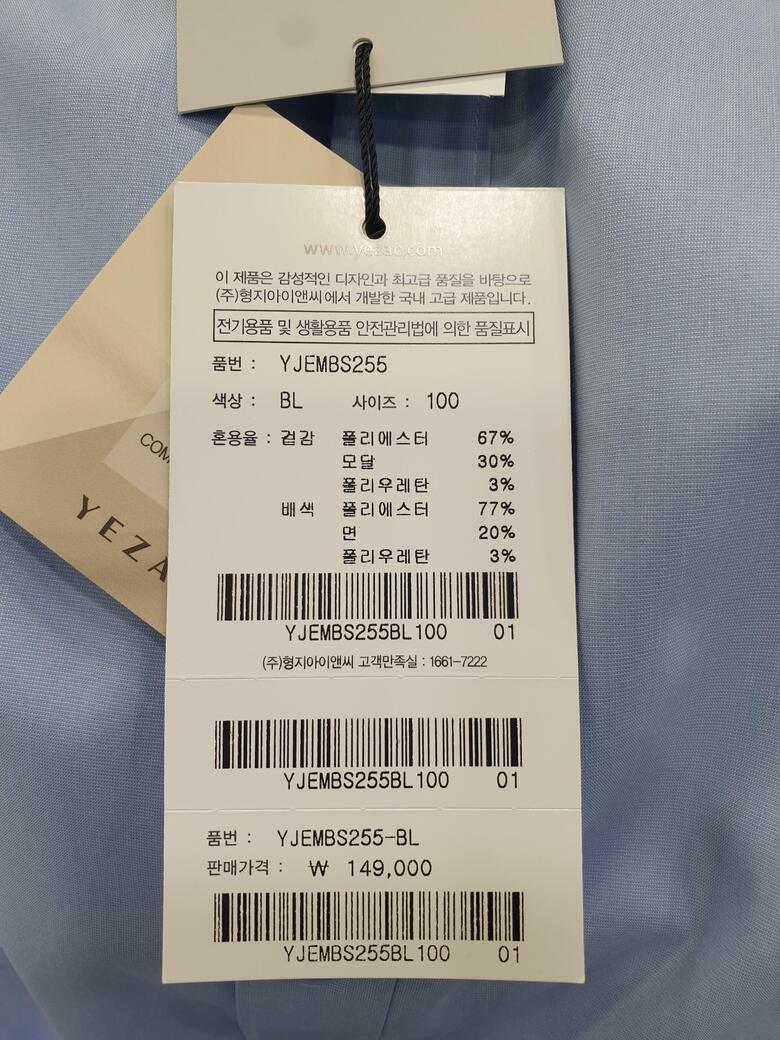 www.yezac.com
이 제품은 감성적인 디자인과 최고급 품질을 바탕으로
(주)형지아이앤씨에서 개발한 국내 고급 제품입니다.
전기용품 및 생활용품 안전관리법에 의한 품질표시
품번 : YJEMBS255
색상 : BL 사이즈 : 100
혼용율 : 겉감 폴리에스터 67%
모달 30%
폴리우레탄 3%
배색 폴리에스터 77%
면 20%
폴리우레탄 3%
YJEMBS255BL100 01
(주)형지아이앤씨 고객만족실 : 1661-7222
YJEMBS255BL100 01
품번 : YJEMBS255-BL
판매가격 : ₩ 149,000
YJEMBS255BL100 01
COM
YEZA